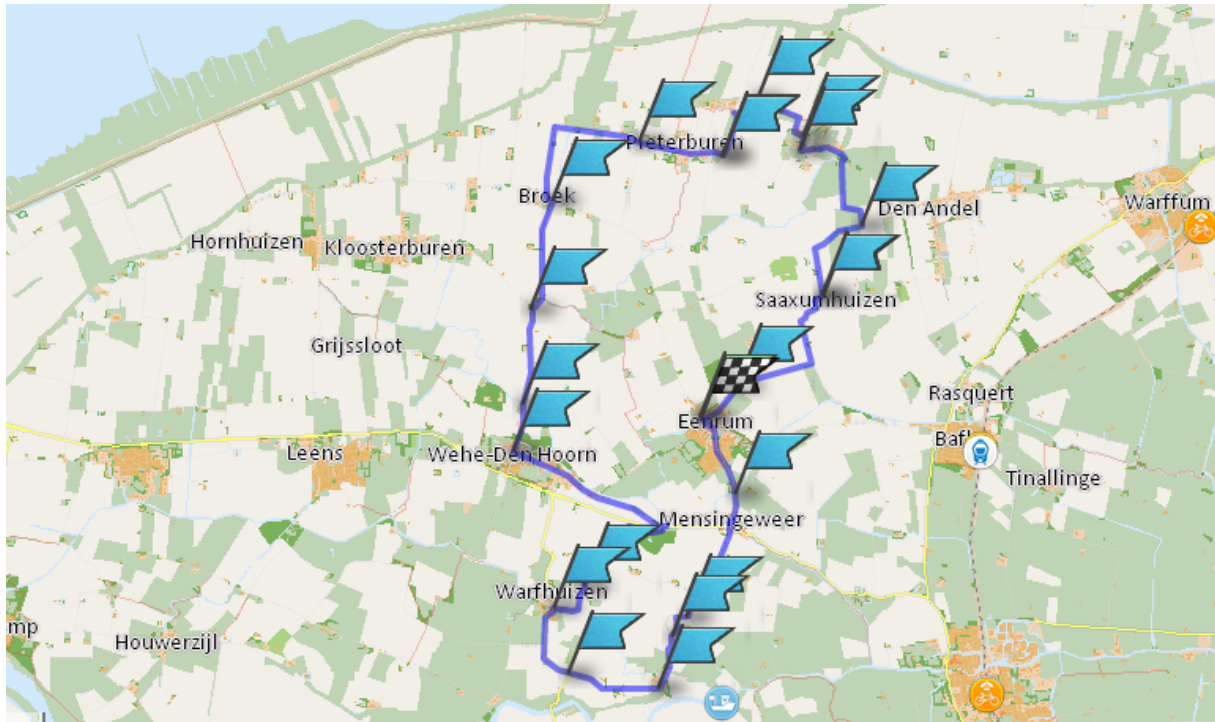 Pieterburen
Broek
Den Andel
Warffum
Hornhuizen
Kloosterburen
Saaxumhuizen
Grijssloot
Rasquert
Eenrum
Leens
Wehe-Den Hoorn
Tinallinge
Mensingeweer
Warfhuizen
Houwerzijl